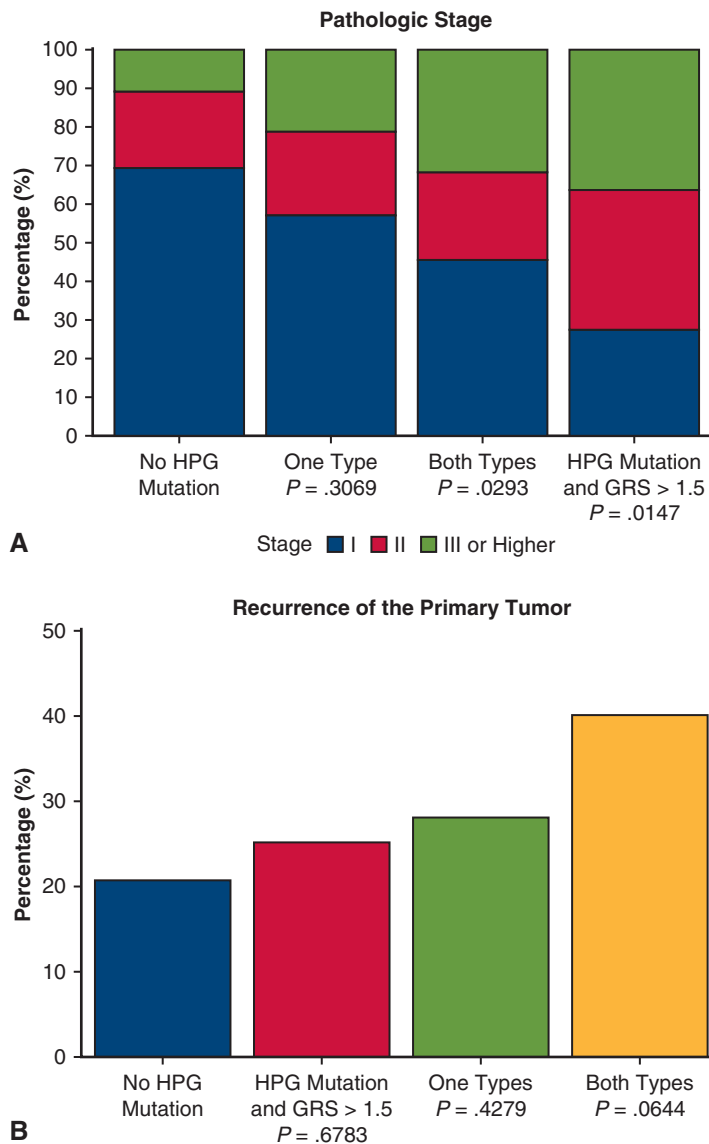 Pathologic Stage
100
90
80
70
60
50
40
30
20
10
0
Percentage (%)
No HPG
Mutation
One Type
P = .3069
Both Types
P = .0293
HPG Mutation
and GRS > 1.5
P = .0147
A
Stage I II III or Higher
Recurrence of the Primary Tumor
50
40
30
20
10
0
Percentage (%)
No HPG
Mutation
HPG Mutation
and GRS > 1.5
P = .6783
One Types
P = .4279
Both Types
P = .0644
B